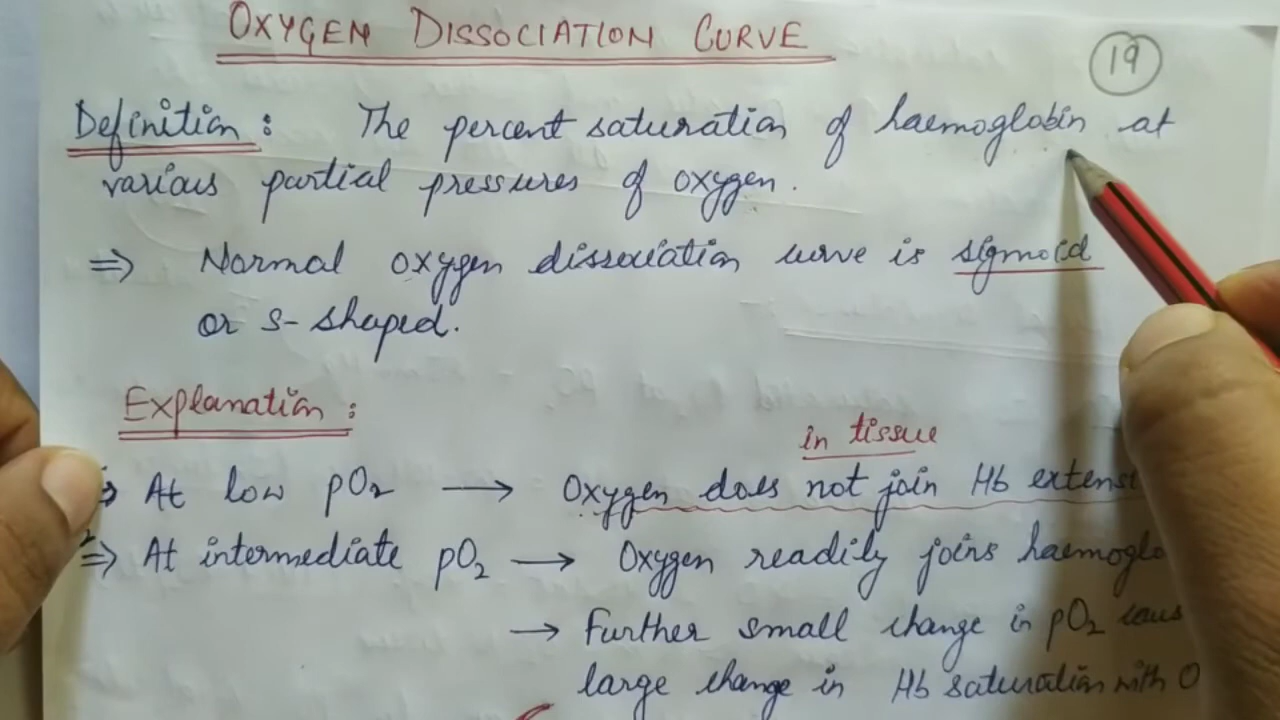 OXYGEN DISSOCIATION CURVE
19
Definition : The percent saturation of haemoglobin at
various partial pressures of oxygen.
⇒ Normal oxygen dissociation curve is sigmoid
or s-shaped.
Explanation :
in tissue
⇒ At low pO2 → Oxygen does not join Hb
⇒ At intermediate pO2 → Oxygen readily joins
→ Further small change in pO2
large change in Hb saturation with